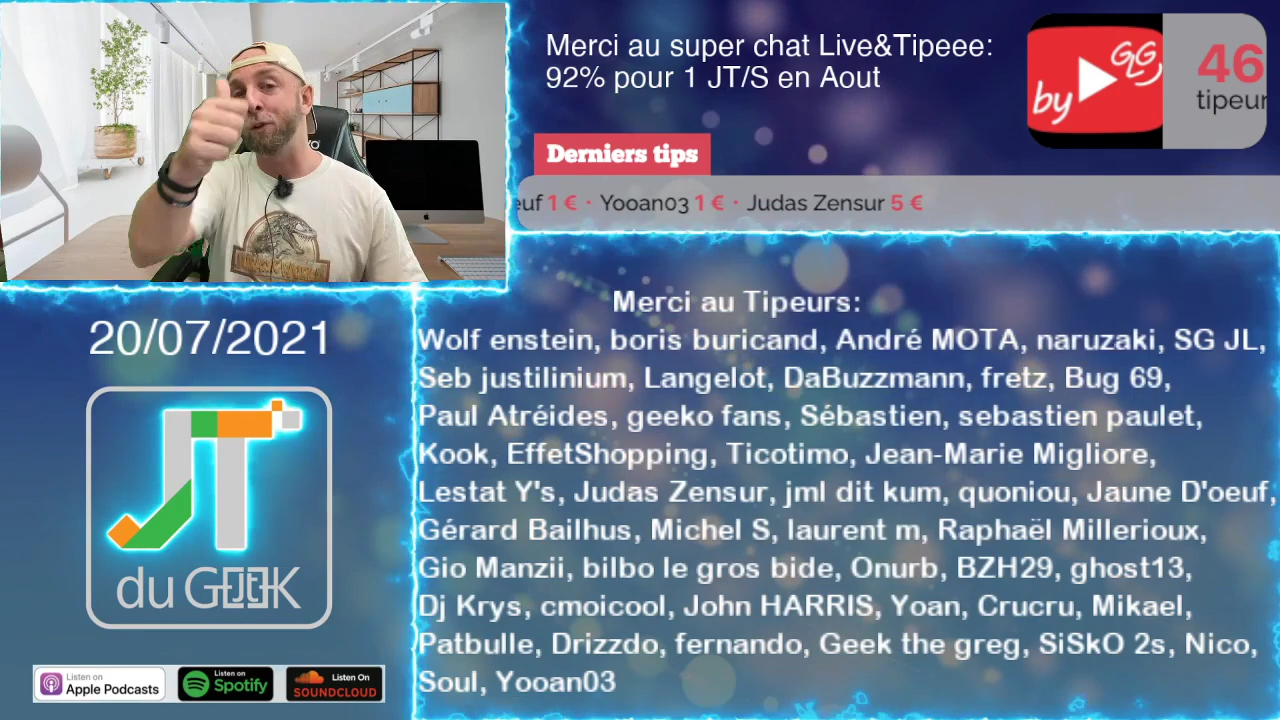 Merci au super chat Live&Tipeee:
92% pour 1 JT/S en Aout
by GLG
46
tipeur
Derniers tips
euf 1 € · Yooan03 1 € · Judas Zensur 5 €
20/07/2021
JT
du GEEK
Listen on
Apple Podcasts
Listen on
Spotify
Listen On
SOUNDCLOUD
Merci au Tipeurs:
Wolf enstein, boris buricand, André MOTA, naruzaki, SG JL,
Seb justilinium, Langelot, DaBuzzmann, fretz, Bug 69,
Paul Atréides, geeko fans, Sébastien, sebastien paulet,
Kook, EffetShopping, Ticotimo, Jean-Marie Migliore,
Lestat Y's, Judas Zensur, jml dit kum, quoniou, Jaune D'oeuf,
Gérard Bailhus, Michel S, laurent m, Raphaël Millerioux,
Gio Manzii, bilbo le gros bide, Onurb, BZH29, ghost13,
Dj Krys, cmoicool, John HARRIS, Yoan, Crucru, Mikael,
Patbulle, Drizzdo, fernando, Geek the greg, SiSkO 2s, Nico,
Soul, Yooan03